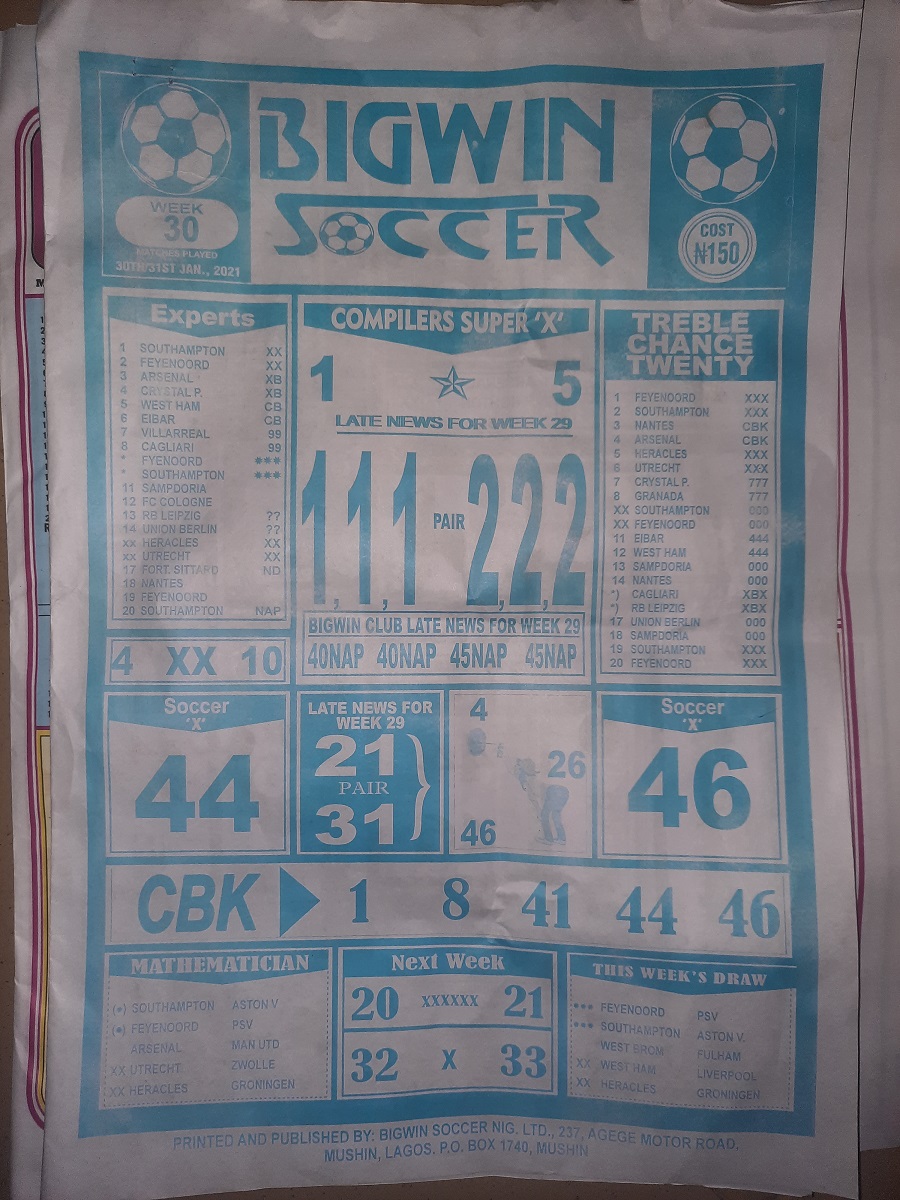 BIGWIN
SOCCER
WEEK
30
MATCHES PLAYED
30TH/31ST JAN., 2021
COST
₦150
Experts
1 SOUTHAMPTON XX
2 FEYENOORD XX
3 ARSENAL XB
4 CRYSTAL P. XB
5 WEST HAM CB
6 EIBAR CB
7 VILLARREAL 99
8 CAGLIARI 99
* FYENOORD ***
* SOUTHAMPTON ***
11 SAMPDORIA
12 FC COLOGNE
13 RB LEIPZIG ??
14 UNION BERLIN ??
XX HERACLES XX
XX UTRECHT XX
17 FORT. SITTARD ND
18 NANTES
19 FEYENOORD
20 SOUTHAMPTON NAP
4 XX 10
COMPILERS SUPER 'X'
1 5
LATE NEWS FOR WEEK 29
1,1,1 PAIR 2,2,2
BIGWIN CLUB LATE NEWS FOR WEEK 29
40NAP 40NAP 45NAP 45NAP
TREBLE
CHANCE
TWENTY
1 FEYENOORD XXX
2 SOUTHAMPTON XXX
3 NANTES CBK
4 ARSENAL CBK
5 HERACLES XXX
6 UTRECHT XXX
7 CRYSTAL P. 777
8 GRANADA 777
XX SOUTHAMPTON 000
XX FEYENOORD 000
11 EIBAR 444
12 WEST HAM 444
13 SAMPDORIA 000
14 NANTES 000
*) CAGLIARI XBX
*) RB LEIPZIG XBX
17 UNION BERLIN 000
18 SAMPDORIA 000
19 SOUTHAMPTON XXX
20 FEYENOORD XXX
Soccer
'X'
44
LATE NEWS FOR
WEEK 29
21
PAIR
31
4
26
46
Soccer
'X'
46
CBK 1 8 41 44 46
MATHEMATICIAN
(•) SOUTHAMPTON ASTON V
(•) FEYENOORD PSV
ARSENAL MAN UTD
XX UTRECHT ZWOLLE
XX HERACLES GRONINGEN
Next Week
20 XXXXXX 21
32 X 33
THIS WEEK'S DRAW
*** FEYENOORD PSV
*** SOUTHAMPTON ASTON V.
WEST BROM FULHAM
XX WEST HAM LIVERPOOL
XX HERACLES GRONINGEN
PRINTED AND PUBLISHED BY: BIGWIN SOCCER NIG. LTD., 237, AGEGE MOTOR ROAD,
MUSHIN, LAGOS. P.O. BOX 1740, MUSHIN